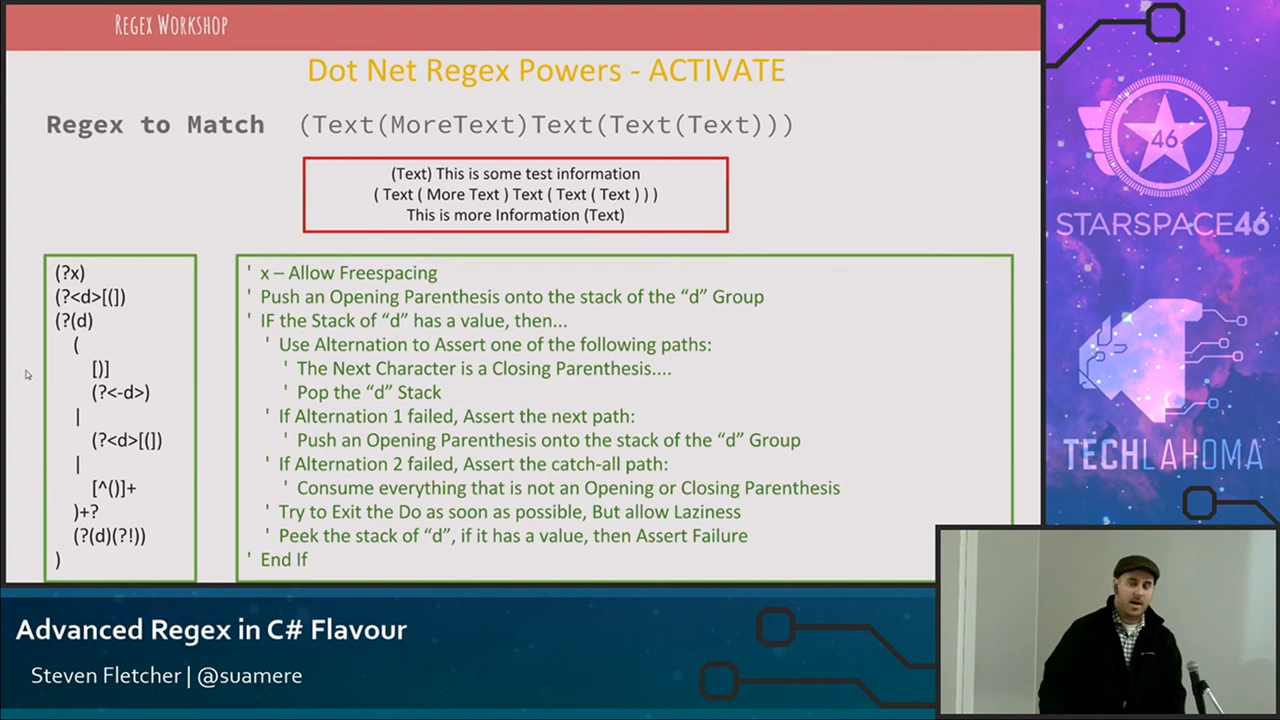 REGEX WORKSHOP
Dot Net Regex Powers - ACTIVATE
Regex to Match (Text(MoreText)Text(Text(Text)))
(Text) This is some test information
( Text ( More Text ) Text ( Text ( Text ) ) )
This is more Information (Text)
(?x)
(?<d>[(])
(?(d)
(
[)]
(?<-d>)
|
(?<d>[(])
|
[^()]+
)+?
(?(d)(?!))
)
' x – Allow Freespacing
' Push an Opening Parenthesis onto the stack of the “d” Group
' IF the Stack of “d” has a value, then...
' Use Alternation to Assert one of the following paths:
' The Next Character is a Closing Parenthesis....
' Pop the “d” Stack
' If Alternation 1 failed, Assert the next path:
' Push an Opening Parenthesis onto the stack of the “d” Group
' If Alternation 2 failed, Assert the catch-all path:
' Consume everything that is not an Opening or Closing Parenthesis
' Try to Exit the Do as soon as possible, But allow Laziness
' Peek the stack of “d”, if it has a value, then Assert Failure
' End If
46
STARSPACE46
TECHLAHOMA
Advanced Regex in C# Flavour
Steven Fletcher | @suamere